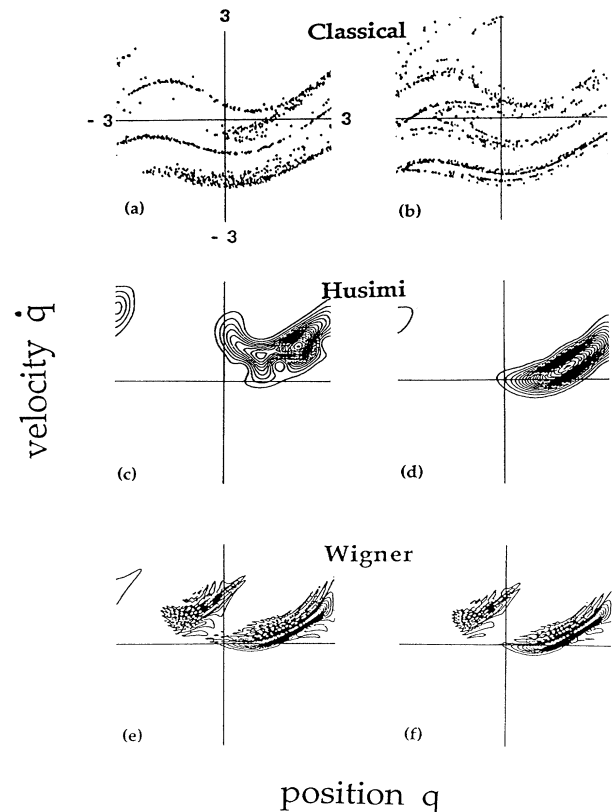 3
Classical
- 3
3
(a)
(b)
- 3
Husimi
velocity q̇
(c)
(d)
Wigner
(e)
(f)
position q